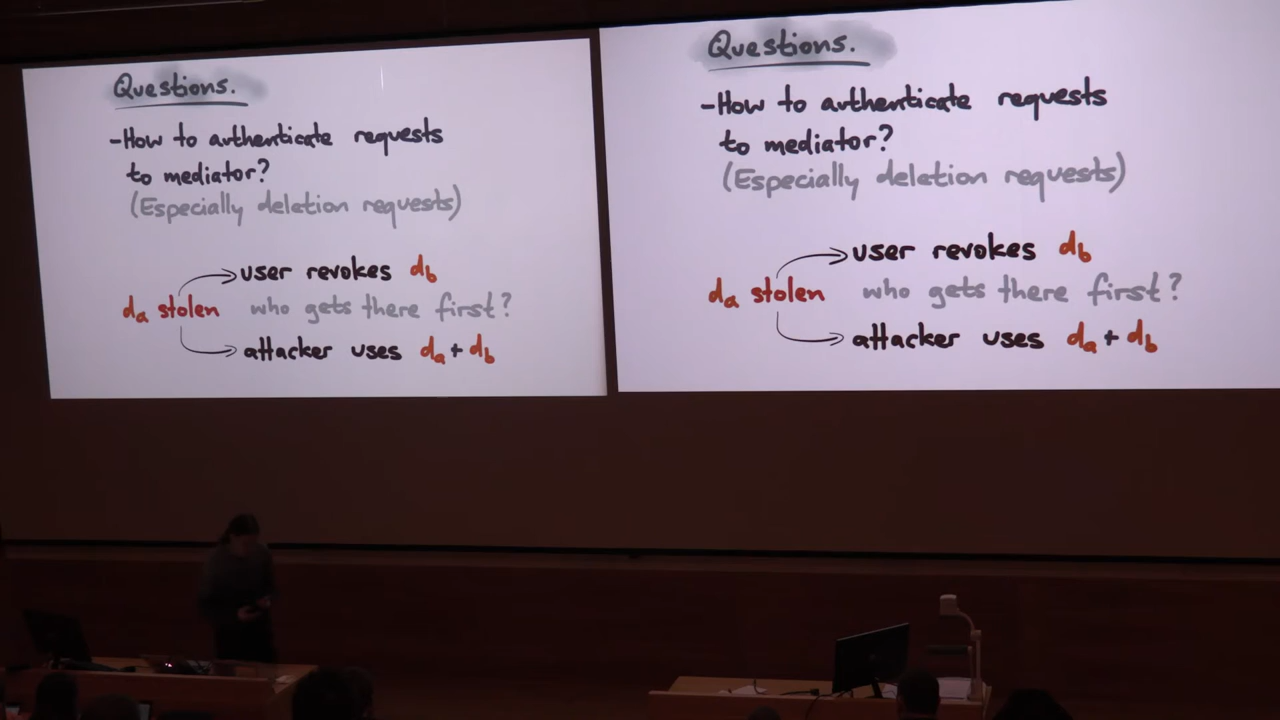 Questions.
-How to authenticate requests
to mediator?
(Especially deletion requests)
user revokes db
da stolen who gets there first?
attacker uses da + db
Questions.
-How to authenticate requests
to mediator?
(Especially deletion requests)
user revokes db
da stolen who gets there first?
attacker uses da + db